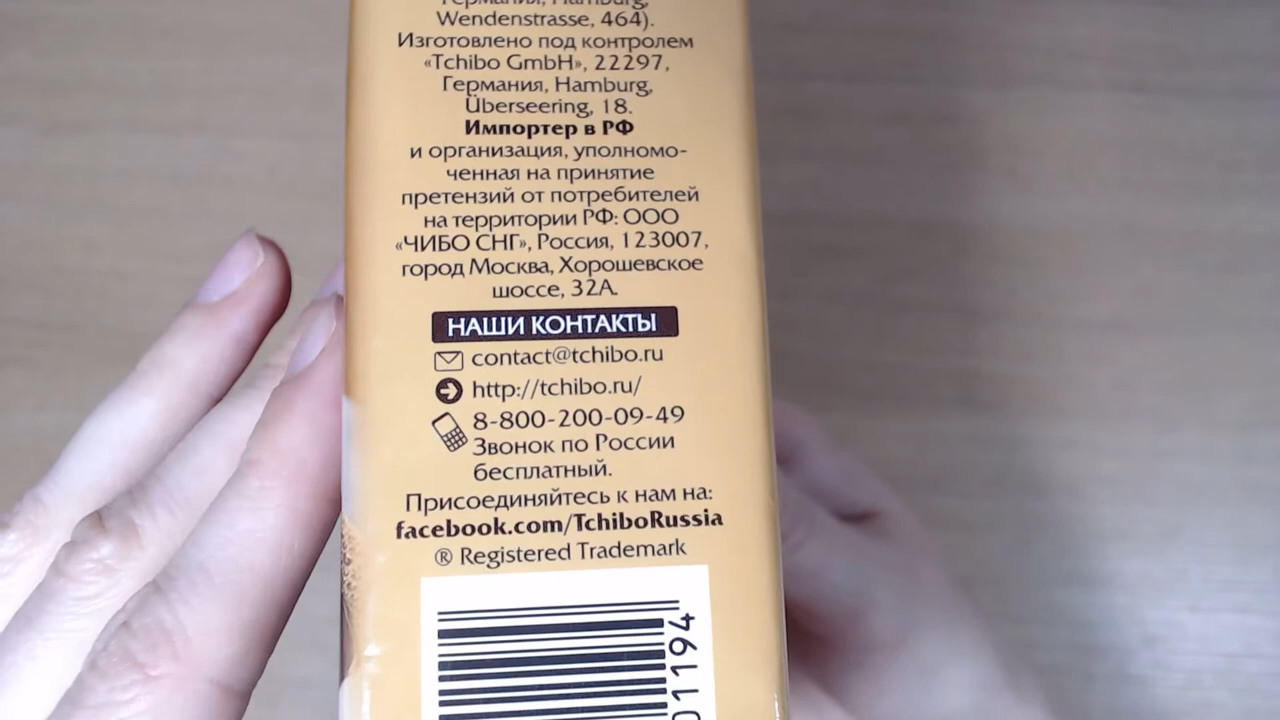 Германия, Hamburg,
Wendenstrasse, 464).
Изготовлено под контролем
«Tchibo GmbH», 22297,
Германия, Hamburg,
Überseering, 18.
Импортер в РФ
и организация, уполномо-
ченная на принятие
претензий от потребителей
на территории РФ: ООО
«ЧИБО СНГ», Россия, 123007,
город Москва, Хорошевское
шоссе, 32А.
НАШИ КОНТАКТЫ
contact@tchibo.ru
http://tchibo.ru/
8-800-200-09-49
Звонок по России
бесплатный.
Присоединяйтесь к нам на:
facebook.com/TchiboRussia
® Registered Trademark
01194